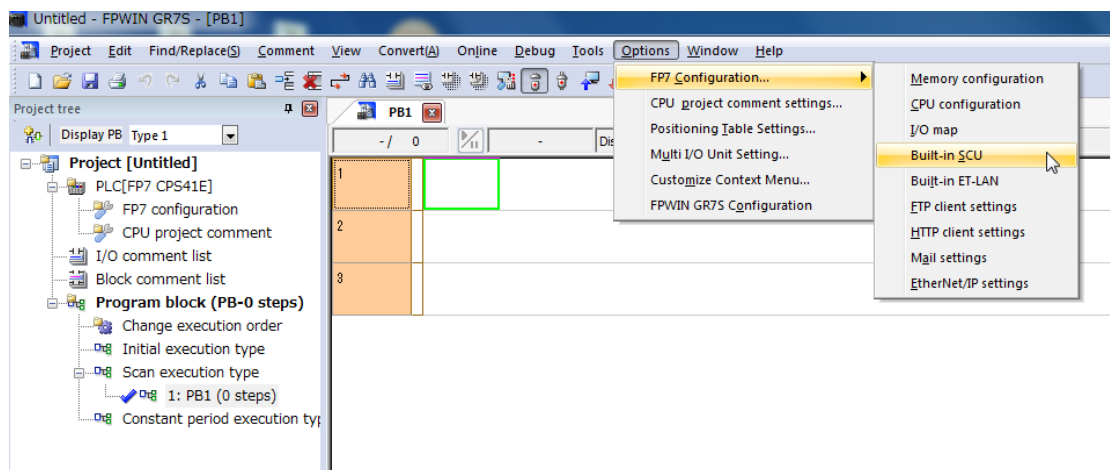 Untitled - FPWIN GR7S - [PB1]
Project Edit Find/Replace(S) Comment View Convert(A) Online Debug Tools Options Window Help
Project tree
PB1
Display PB Type 1
- / 0 -
Project [Untitled]
PLC[FP7 CPS41E]
FP7 configuration
CPU project comment
I/O comment list
Block comment list
Program block (PB-0 steps)
Change execution order
Initial execution type
Scan execution type
1: PB1 (0 steps)
Constant period execution typ
1
2
3
FP7 Configuration...
CPU project comment settings...
Positioning Table Settings...
Multi I/O Unit Setting...
Customize Context Menu...
FPWIN GR7S Configuration
Memory configuration
CPU configuration
I/O map
Built-in SCU
Built-in ET-LAN
FTP client settings
HTTP client settings
Mail settings
EtherNet/IP settings